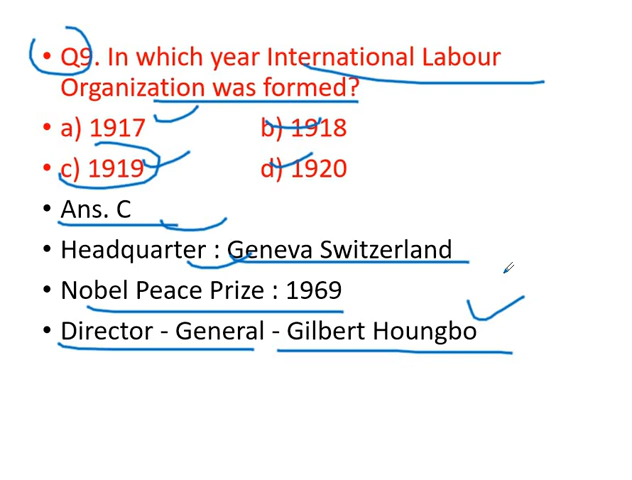 • Q9. In which year International Labour
Organization was formed?
• a) 1917 b) 1918
• c) 1919 d) 1920
• Ans. C
• Headquarter : Geneva Switzerland
• Nobel Peace Prize : 1969
• Director - General - Gilbert Houngbo